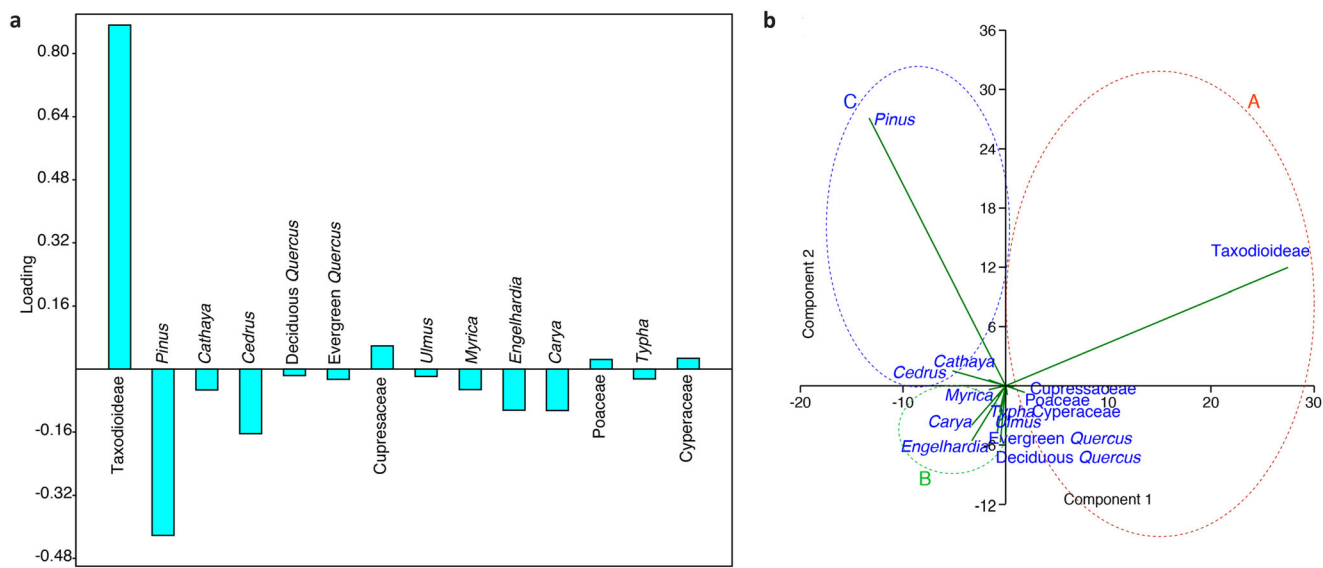 a
0.80
0.64
0.48
0.32
0.16
-0.16
-0.32
-0.48
Loading
Taxodioideae
Pinus
Cathaya
Cedrus
Deciduous Quercus
Evergreen Quercus
Cupresaceae
Ulmus
Myrica
Engelhardia
Carya
Poaceae
Typha
Cyperaceae
b
36
30
24
18
12
6
-6
-12
-20
-10
10
20
30
Component 2
Component 1
C
A
B
Pinus
Taxodioideae
Cathaya
Cedrus
Cupressaceae
Myrica
Poaceae
Typha
Cyperaceae
Carya
Ulmus
Engelhardia
Evergreen Quercus
Deciduous Quercus